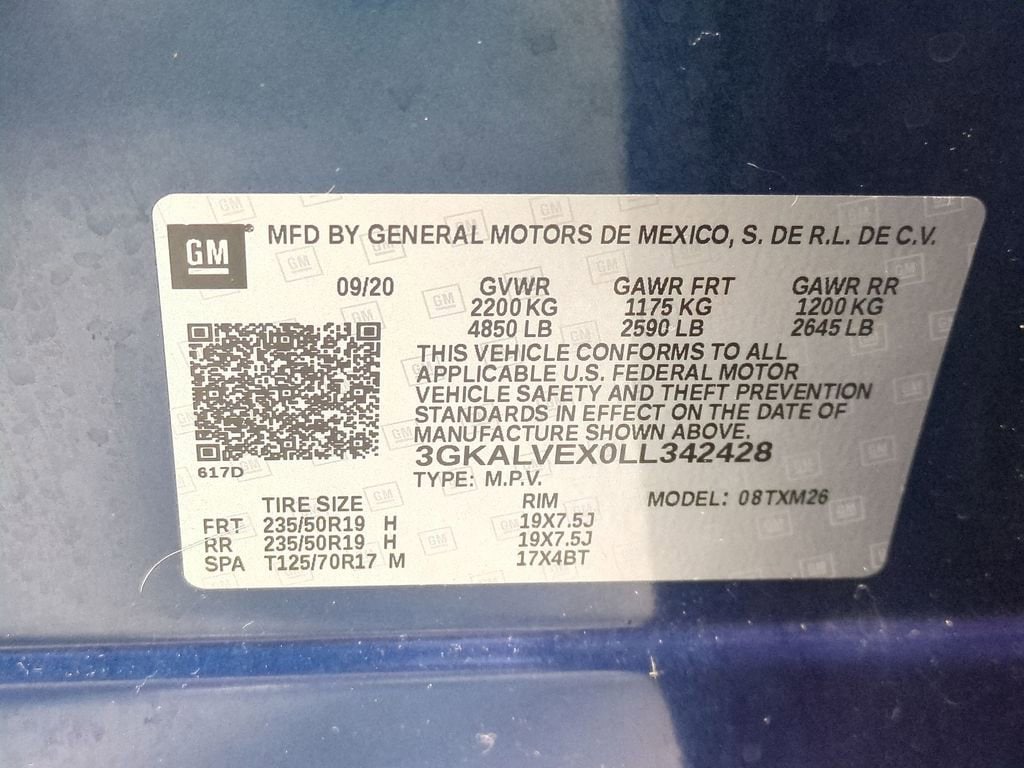 GM® MFD BY GENERAL MOTORS DE MEXICO, S. DE R.L. DE C.V.
09/20 GVWR GAWR FRT GAWR RR
2200 KG 1175 KG 1200 KG
4850 LB 2590 LB 2645 LB
THIS VEHICLE CONFORMS TO ALL
APPLICABLE U.S. FEDERAL MOTOR
VEHICLE SAFETY AND THEFT PREVENTION
STANDARDS IN EFFECT ON THE DATE OF
MANUFACTURE SHOWN ABOVE.
3GKALVEX0LL342428
617D
TYPE: M.P.V.
TIRE SIZE RIM MODEL: 08TXM26
FRT 235/50R19 H 19X7.5J
RR 235/50R19 H 19X7.5J
SPA T125/70R17 M 17X4BT